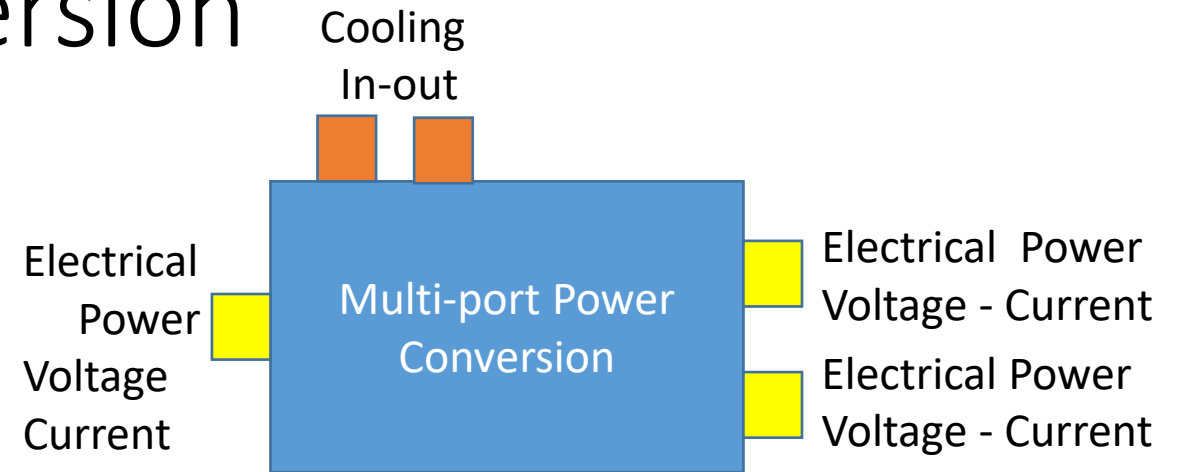 ersion
Cooling
In-out
Electrical
Power
Voltage
Current
Multi-port Power
Conversion
Electrical Power
Voltage - Current
Electrical Power
Voltage - Current